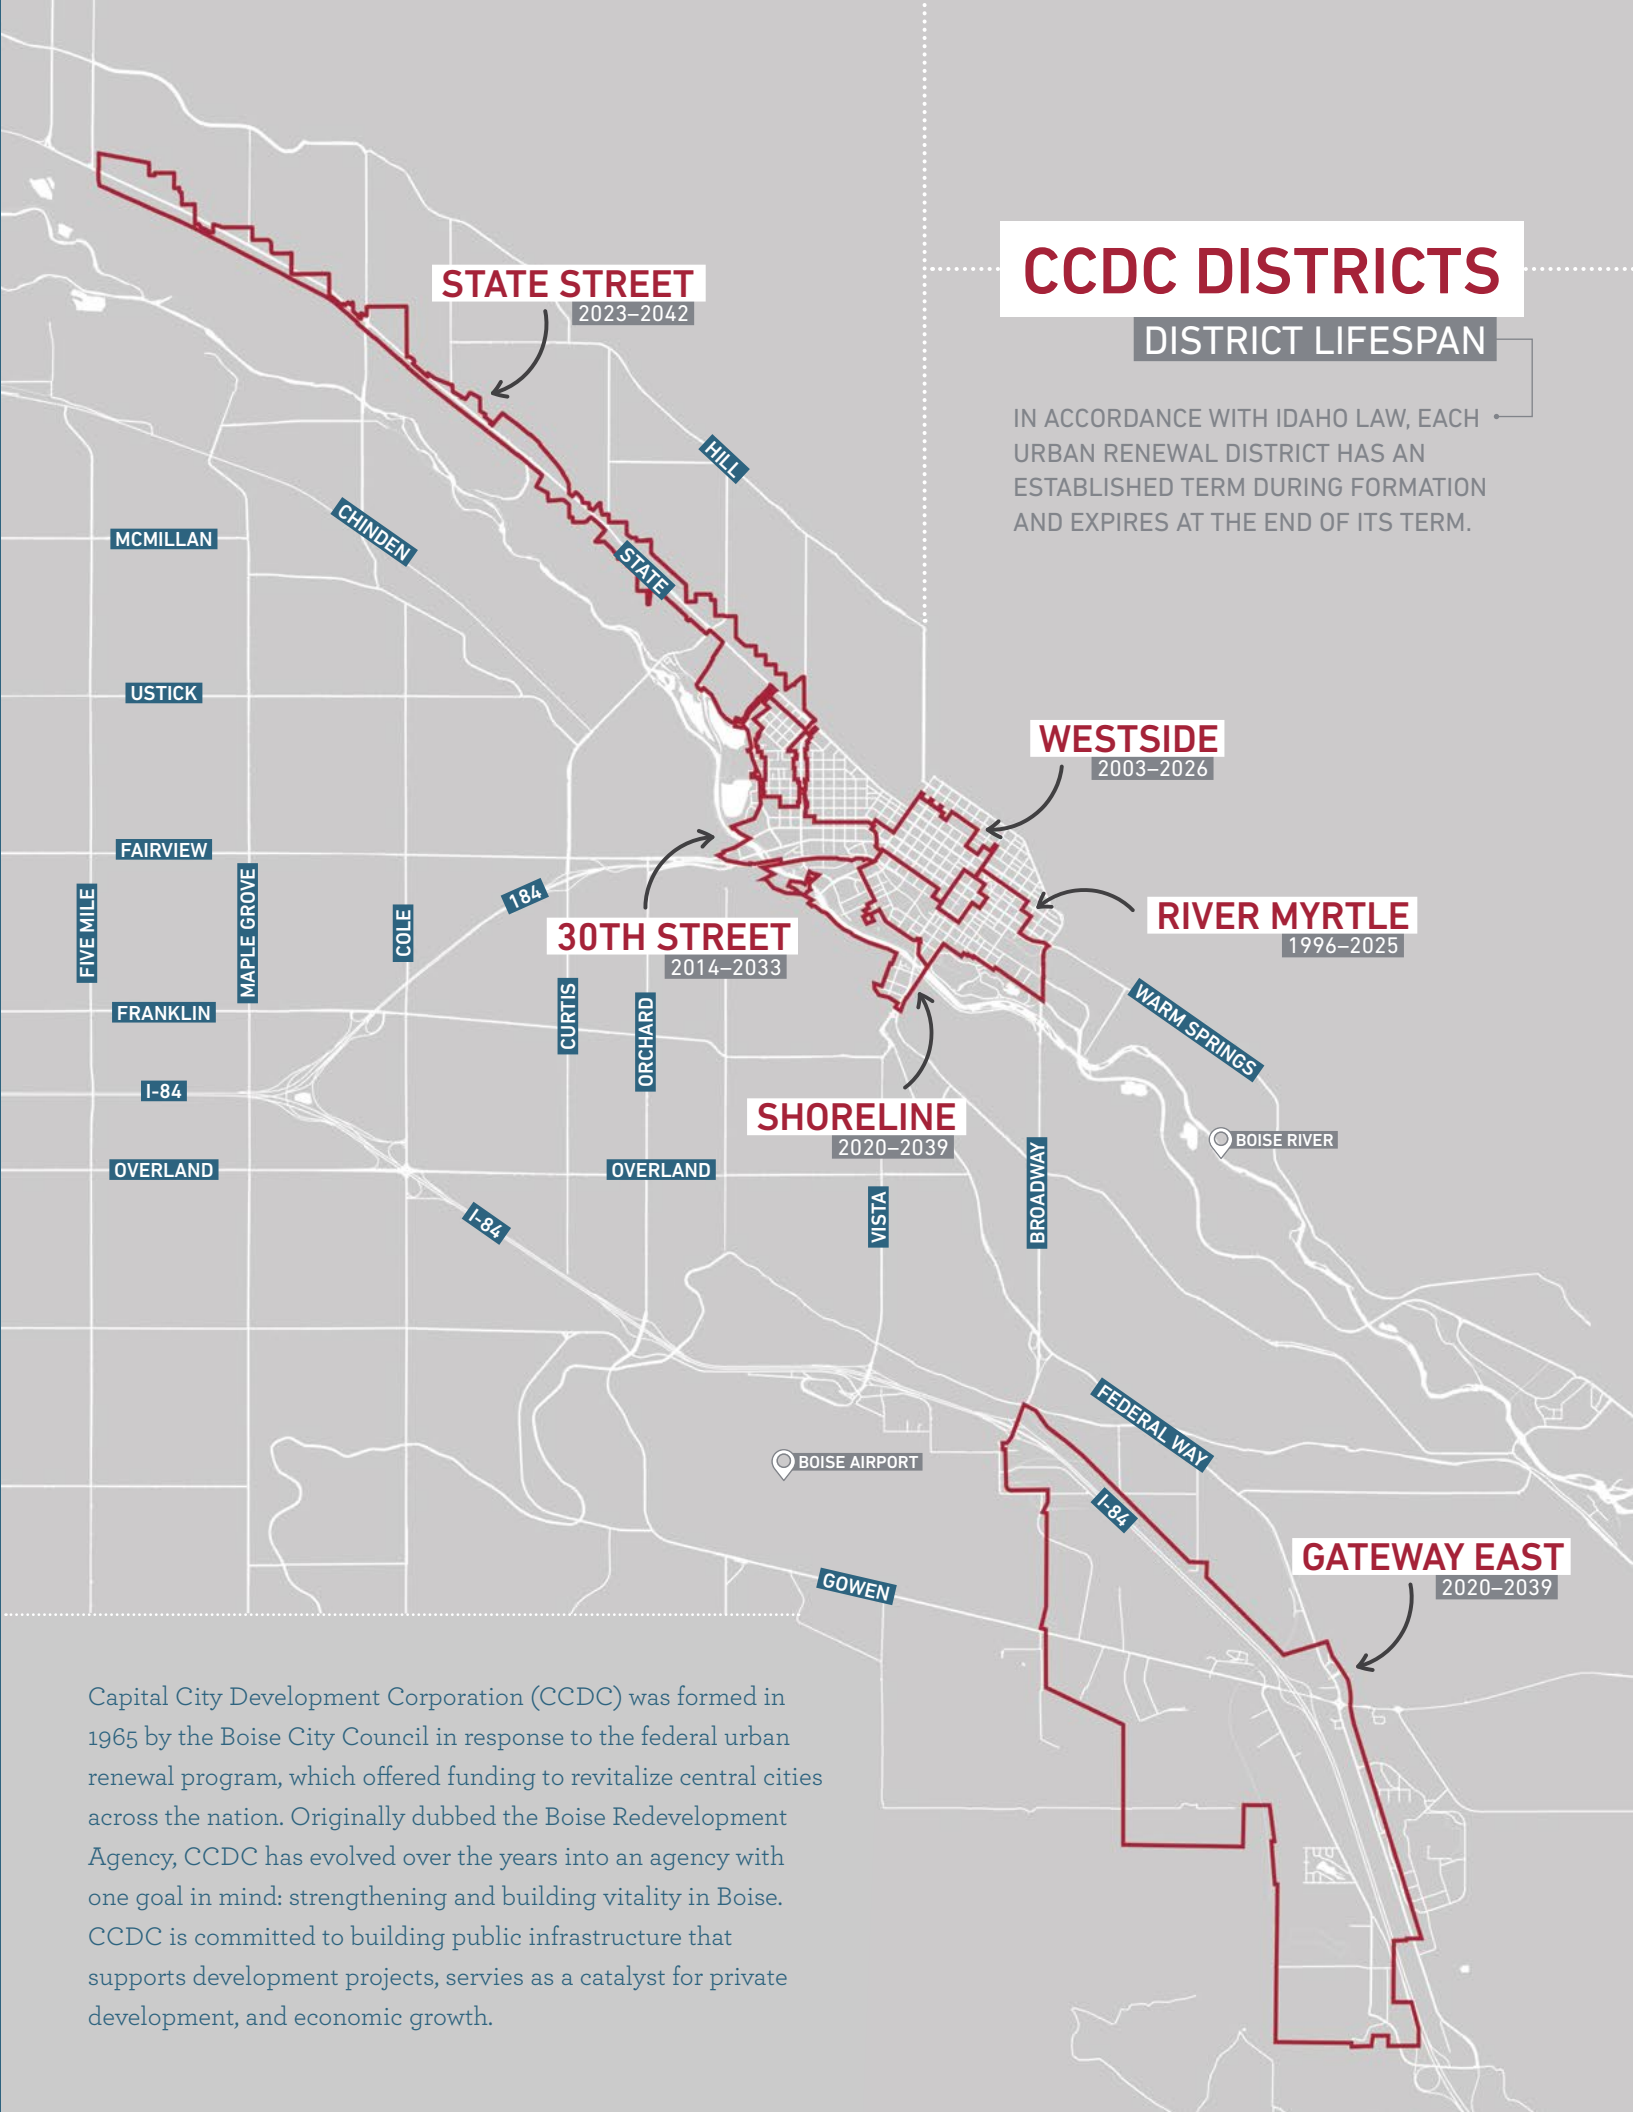 CCDC DISTRICTS
DISTRICT LIFESPAN
IN ACCORDANCE WITH IDAHO LAW, EACH
URBAN RENEWAL DISTRICT HAS AN
ESTABLISHED TERM DURING FORMATION
AND EXPIRES AT THE END OF ITS TERM.
STATE STREET
2023–2042
HILL
CHINDEN
MCMILLAN
STATE
USTICK
WESTSIDE
2003–2026
FAIRVIEW
FIVE MILE
MAPLE GROVE
COLE
184
30TH STREET
2014–2033
RIVER MYRTLE
1996–2025
FRANKLIN
CURTIS
ORCHARD
WARM SPRINGS
I-84
SHORELINE
2020–2039
BOISE RIVER
OVERLAND
OVERLAND
I-84
VISTA
BROADWAY
FEDERAL WAY
BOISE AIRPORT
I-84
GATEWAY EAST
2020–2039
GOWEN
Capital City Development Corporation (CCDC) was formed in
1965 by the Boise City Council in response to the federal urban
renewal program, which offered funding to revitalize central cities
across the nation. Originally dubbed the Boise Redevelopment
Agency, CCDC has evolved over the years into an agency with
one goal in mind: strengthening and building vitality in Boise.
CCDC is committed to building public infrastructure that
supports development projects, servies as a catalyst for private
development, and economic growth.